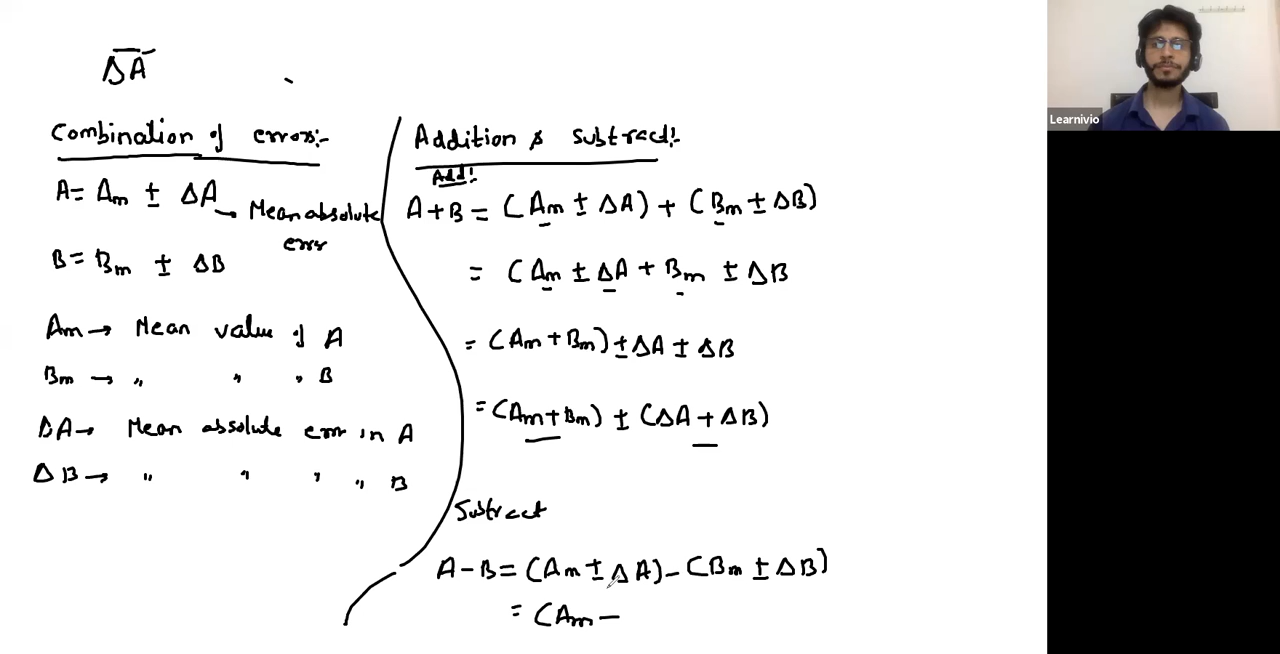 ΔA̅
Combination of errors:-
A = Am ± ΔA → Mean absolute
error
B = Bm ± ΔB
Am → Mean value of A
Bm → " " " B
ΔA → Mean absolute error in A
ΔB → " " " " B
Addition & subtract:-
Add:
A+B = (Am ± ΔA) + (Bm ± ΔB)
= (Am ± ΔA + Bm ± ΔB
= (Am + Bm) ± ΔA ± ΔB
= (Am + Bm) ± (ΔA + ΔB)
Subtract
A - B = (Am ± ΔA) - (Bm ± ΔB)
= (Am -
Learnivio